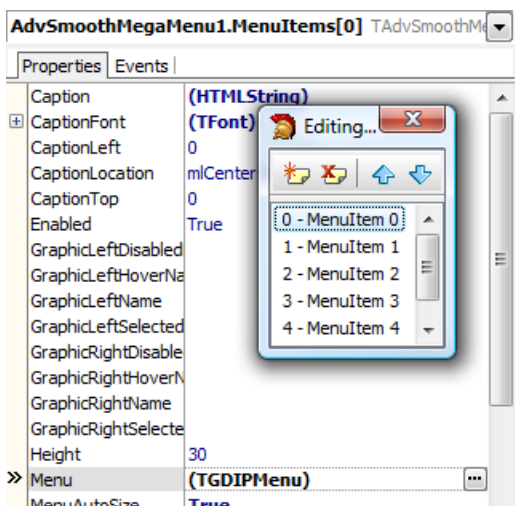 AdvSmoothMegaMenu1.MenuItems[0] TAdvSmoothMe
Properties Events
Caption (HTMLString)
CaptionFont (TFont)
CaptionLeft 0
CaptionLocation mlCenter
CaptionTop 0
Enabled True
GraphicLeftDisabled
GraphicLeftHoverNa
GraphicLeftName
GraphicLeftSelected
GraphicRightDisable
GraphicRightHoverN
GraphicRightName
GraphicRightSelecte
Height 30
Menu (TGDIPMenu)
MenuAutoSize True
Editing...
0 - MenuItem 0
1 - MenuItem 1
2 - MenuItem 2
3 - MenuItem 3
4 - MenuItem 4